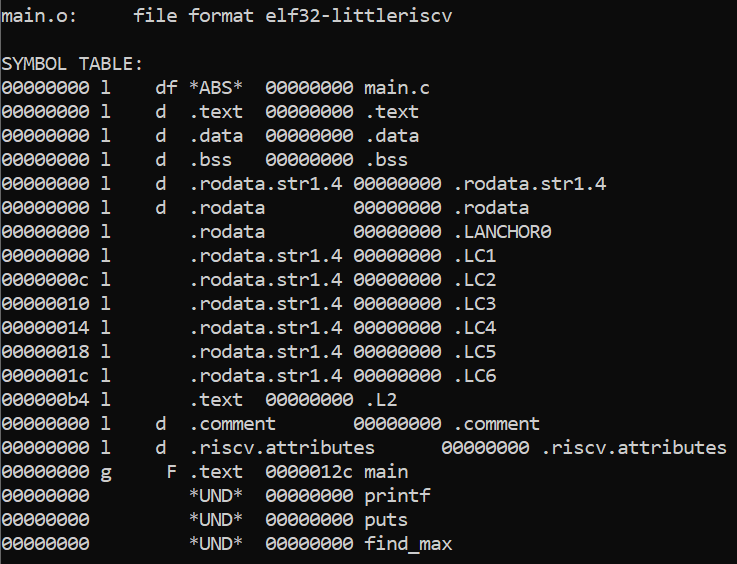 main.o:     file format elf32-littleriscv

SYMBOL TABLE:
00000000 l    df *ABS*  00000000 main.c
00000000 l    d  .text  00000000 .text
00000000 l    d  .data  00000000 .data
00000000 l    d  .bss   00000000 .bss
00000000 l    d  .rodata.str1.4 00000000 .rodata.str1.4
00000000 l    d  .rodata        00000000 .rodata
00000000 l       .rodata        00000000 .LANCHOR0
00000000 l       .rodata.str1.4 00000000 .LC1
0000000c l       .rodata.str1.4 00000000 .LC2
00000010 l       .rodata.str1.4 00000000 .LC3
00000014 l       .rodata.str1.4 00000000 .LC4
00000018 l       .rodata.str1.4 00000000 .LC5
0000001c l       .rodata.str1.4 00000000 .LC6
000000b4 l       .text  00000000 .L2
00000000 l    d  .comment       00000000 .comment
00000000 l    d  .riscv.attributes      00000000 .riscv.attributes
00000000 g     F .text  0000012c main
00000000         *UND*  00000000 printf
00000000         *UND*  00000000 puts
00000000         *UND*  00000000 find_max